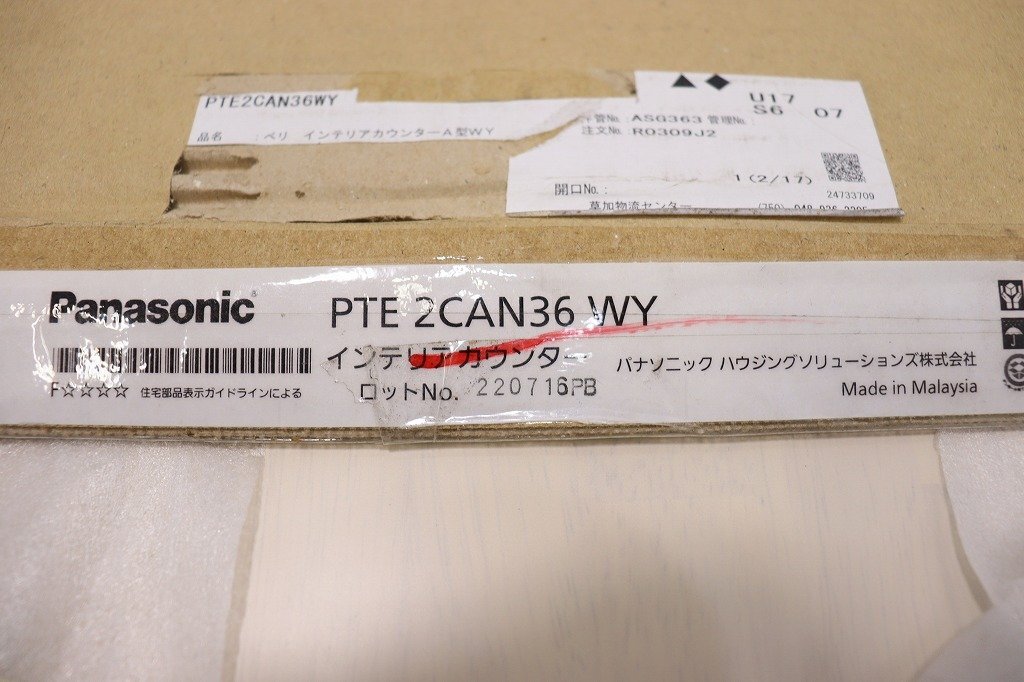 PTE2CAN36WY
品名 :ベリ インテリアカウンターA型WY
U17
S6 07
管No. ASG363 管理No.:
注文No. R0309J2
1 (2/17)
開口No. :
24733709
草加物流センター
Panasonic
PTE 2CAN36 WY
インテリアカウンター
パナソニック ハウジングソリューションズ株式会社
F☆☆☆☆ 住宅部品表示ガイドラインによる
ロットNo. 220716PB
Made in Malaysia